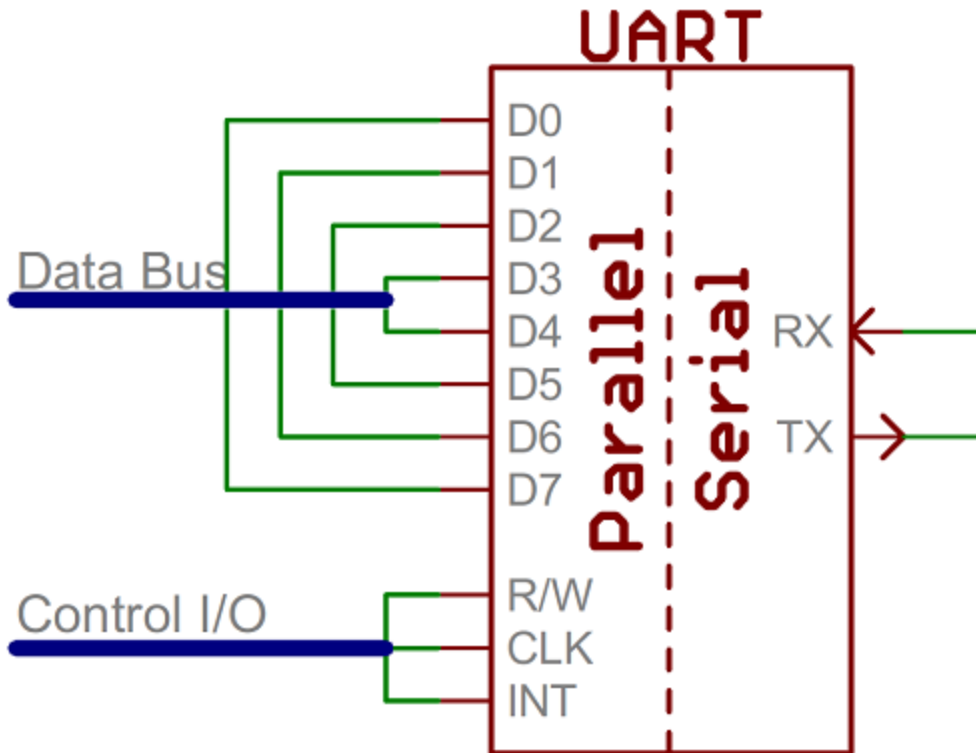 UART
D0
D1
D2
Data Bus
D3
D4
D5
D6
D7
Parallel
Serial
RX
TX
Control I/O
R/W
CLK
INT